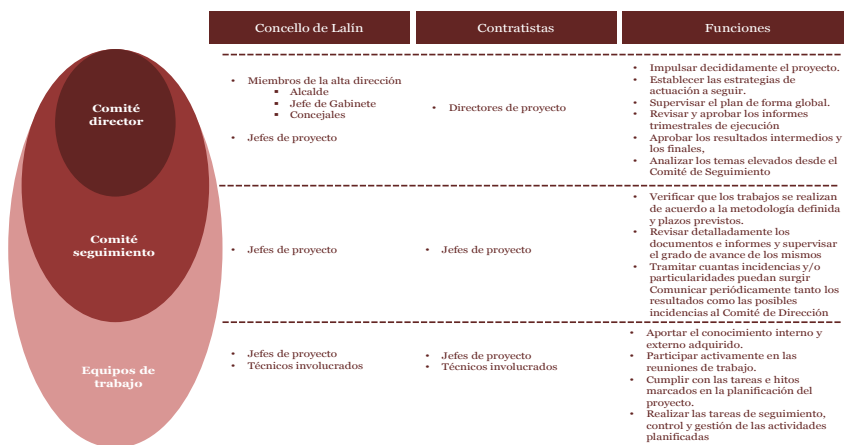 Concello de Lalín
Contratistas
Funciones
Comité
director
• Miembros de la alta dirección
▪ Alcalde
▪ Jefe de Gabinete
▪ Concejales
• Jefes de proyecto
• Directores de proyecto
• Impulsar decididamente el proyecto.
• Establecer las estrategias de
actuación a seguir.
• Supervisar el plan de forma global.
• Revisar y aprobar los informes
trimestrales de ejecución
• Aprobar los resultados intermedios y
los finales,
• Analizar los temas elevados desde el
Comité de Seguimiento
Comité
seguimiento
• Jefes de proyecto
• Jefes de proyecto
• Verificar que los trabajos se realizan
de acuerdo a la metodología definida
y plazos previstos.
• Revisar detalladamente los
documentos e informes y supervisar
el grado de avance de los mismos
• Tramitar cuantas incidencias y/o
particularidades puedan surgir
Comunicar periódicamente tanto los
resultados como las posibles
incidencias al Comité de Dirección
Equipos de
trabajo
• Jefes de proyecto
• Técnicos involucrados
• Jefes de proyecto
• Técnicos involucrados
• Aportar el conocimiento interno y
externo adquirido.
• Participar activamente en las
reuniones de trabajo.
• Cumplir con las tareas e hitos
marcados en la planificación del
proyecto.
• Realizar las tareas de seguimiento,
control y gestión de las actividades
planificadas